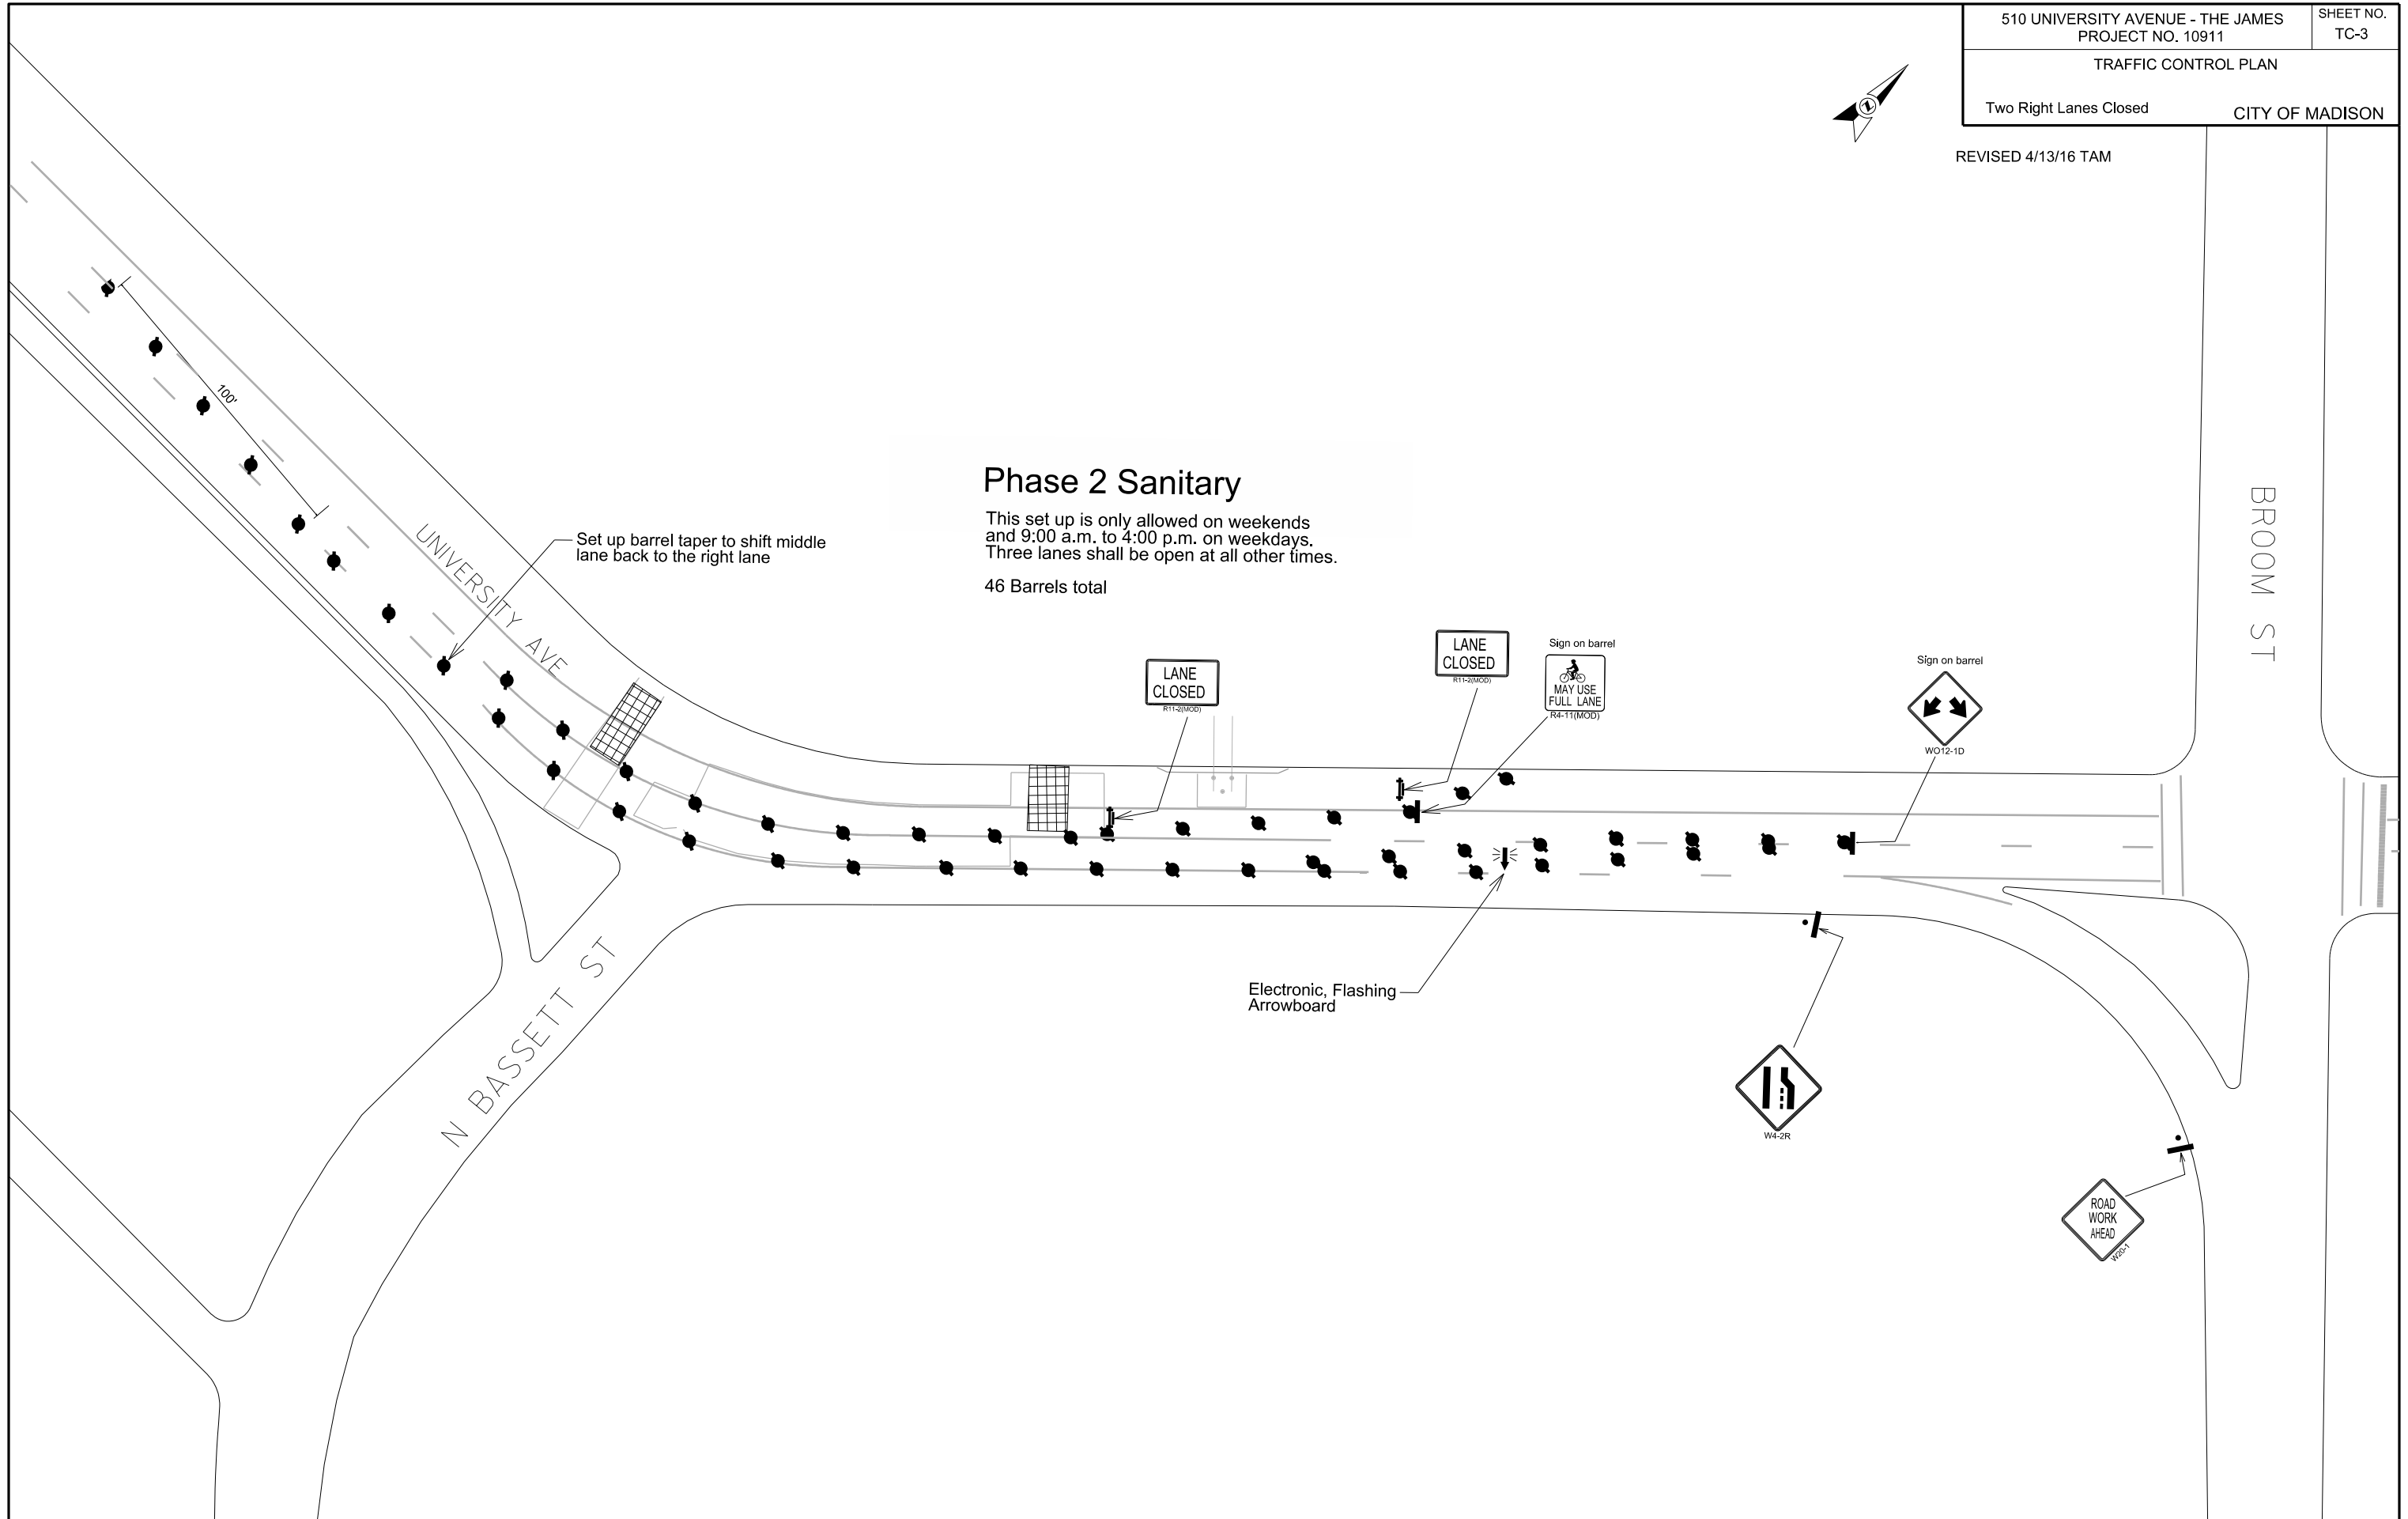 510 UNIVERSITY AVENUE - THE JAMES
PROJECT NO. 10911
SHEET NO.
TC-3
TRAFFIC CONTROL PLAN
Two Right Lanes Closed
CITY OF MADISON
REVISED 4/13/16 TAM
Z
100'
UNIVERSITY AVE
Set up barrel taper to shift middle
lane back to the right lane
Phase 2 Sanitary
This set up is only allowed on weekends
and 9:00 a.m. to 4:00 p.m. on weekdays.
Three lanes shall be open at all other times.
46 Barrels total
BROOM ST
LANE
CLOSED
R11-2(MOD)
LANE
CLOSED
R11-2(MOD)
Sign on barrel
MAY USE
FULL LANE
R4-11(MOD)
Sign on barrel
WO12-1D
Electronic, Flashing
Arrowboard
N BASSETT ST
W4-2R
ROAD
WORK
AHEAD
W20-1